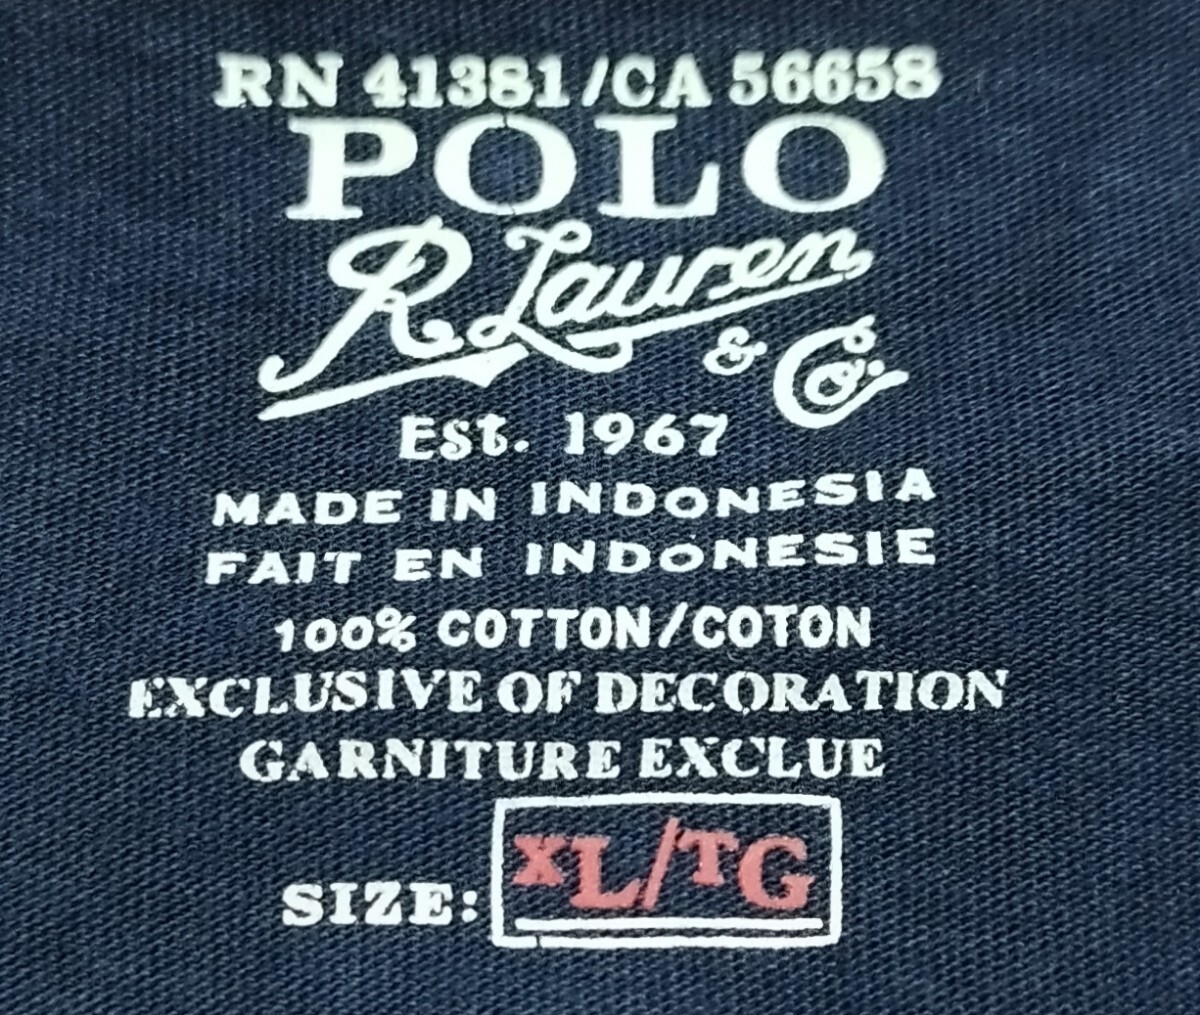 RN 41381/CA 56658
POLO
R Lauren
& Co.
Est. 1967
MADE IN INDONESIA
FAIT EN INDONESIE
100% COTTON/COTON
EXCLUSIVE OF DECORATION
GARNITURE EXCLUE
SIZE: XL/TG